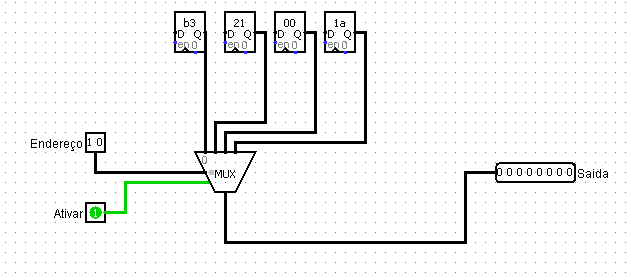 b3 21 00 1a
D Q D Q D Q D Q
en 0 en 0 en 0 en 0
Endereço 1 0
0
MUX
0 0 0 0 0 0 0 0 Saida
Ativar 1